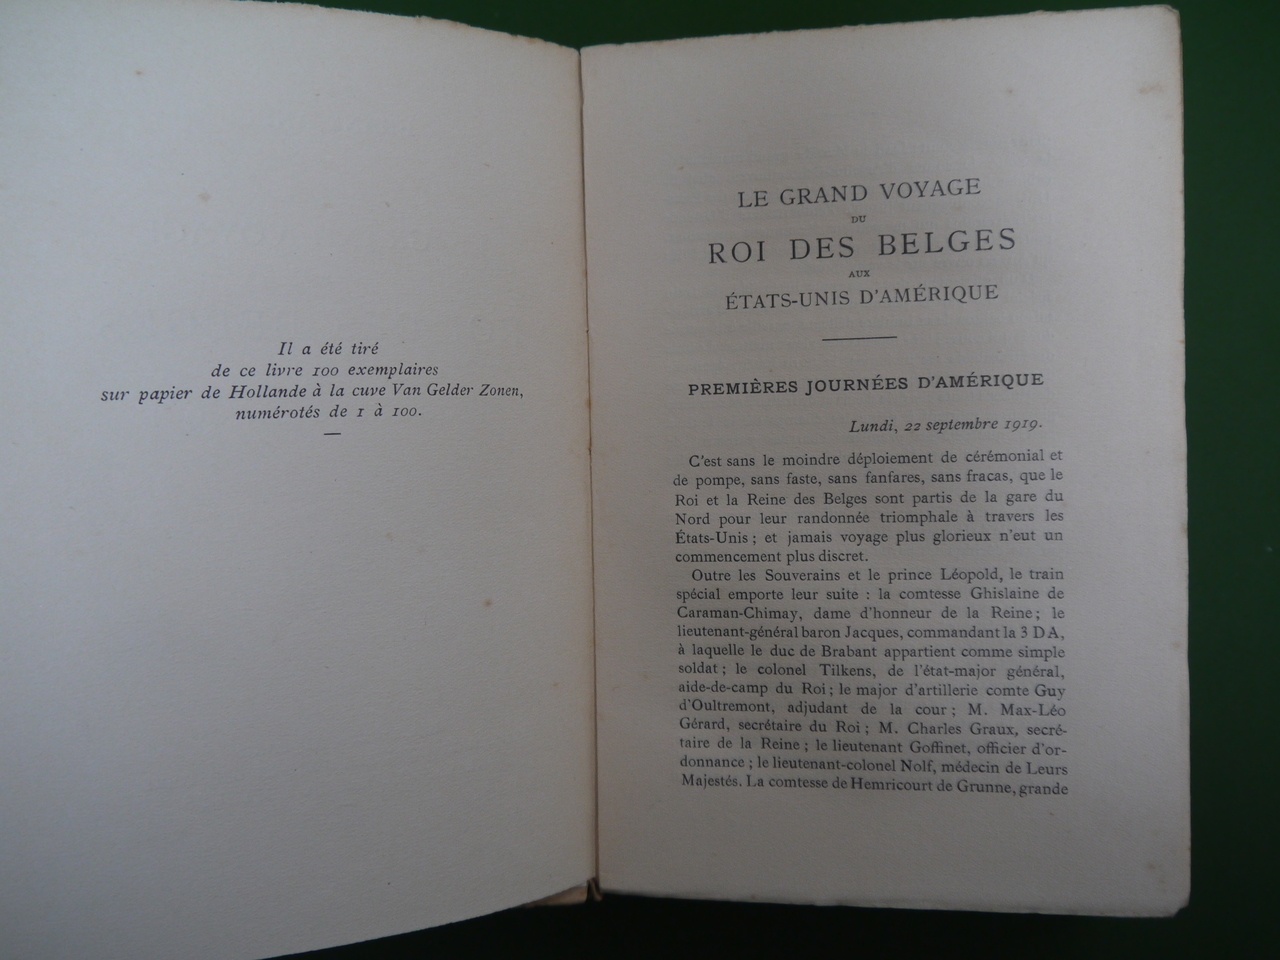 Il a été tiré
de ce livre 100 exemplaires
sur papier de Hollande à la cuve Van Gelder Zonen,
numérotés de 1 à 100.
LE GRAND VOYAGE
DU
ROI DES BELGES
AUX
ÉTATS-UNIS D'AMÉRIQUE
PREMIÈRES JOURNÉES D'AMÉRIQUE
Lundi, 22 septembre 1919.
C'est sans le moindre déploiement de cérémonial et
de pompe, sans faste, sans fanfares, sans fracas, que le
Roi et la Reine des Belges sont partis de la gare du
Nord pour leur randonnée triomphale à travers les
États-Unis ; et jamais voyage plus glorieux n'eut un
commencement plus discret.
Outre les Souverains et le prince Léopold, le train
spécial emporte leur suite : la comtesse Ghislaine de
Caraman-Chimay, dame d'honneur de la Reine ; le
lieutenant-général baron Jacques, commandant la 3 DA,
à laquelle le duc de Brabant appartient comme simple
soldat ; le colonel Tilkens, de l'état-major général,
aide-de-camp du Roi ; le major d'artillerie comte Guy
d'Oultremont, adjudant de la cour ; M. Max-Léo
Gérard, secrétaire du Roi ; M. Charles Graux, secré-
taire de la Reine ; le lieutenant Goffinet, officier d'or-
donnance ; le lieutenant-colonel Nolf, médecin de Leurs
Majestés. La comtesse de Hemricourt de Grunne, grande